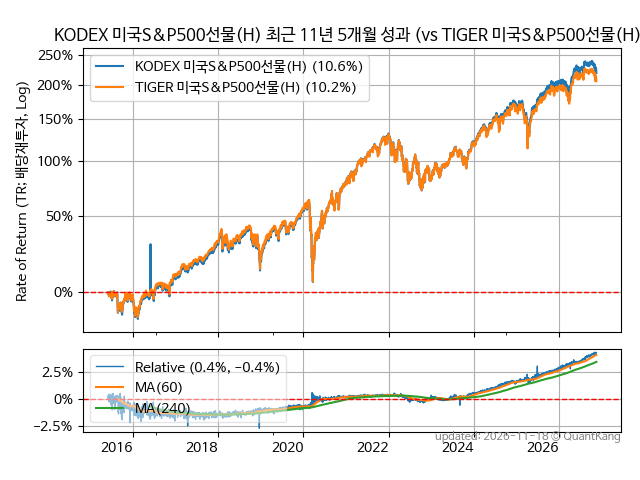 KODEX 미국S&P500선물(H) 최근 11년 5개월 성과 (vs TIGER 미국S&P500선물(H)
Rate of Return (TR: 배당재투자, Log)
250%
200%
150%
100%
50%
0%
KODEX 미국S&P500선물(H) (10.6%)
TIGER 미국S&P500선물(H) (10.2%)
2.5%
0.0%
−2.5%
Relative (0.4%, −0.4%)
MA(60)
MA(240)
2016
2018
2020
2022
2024
2026
© QuantKang